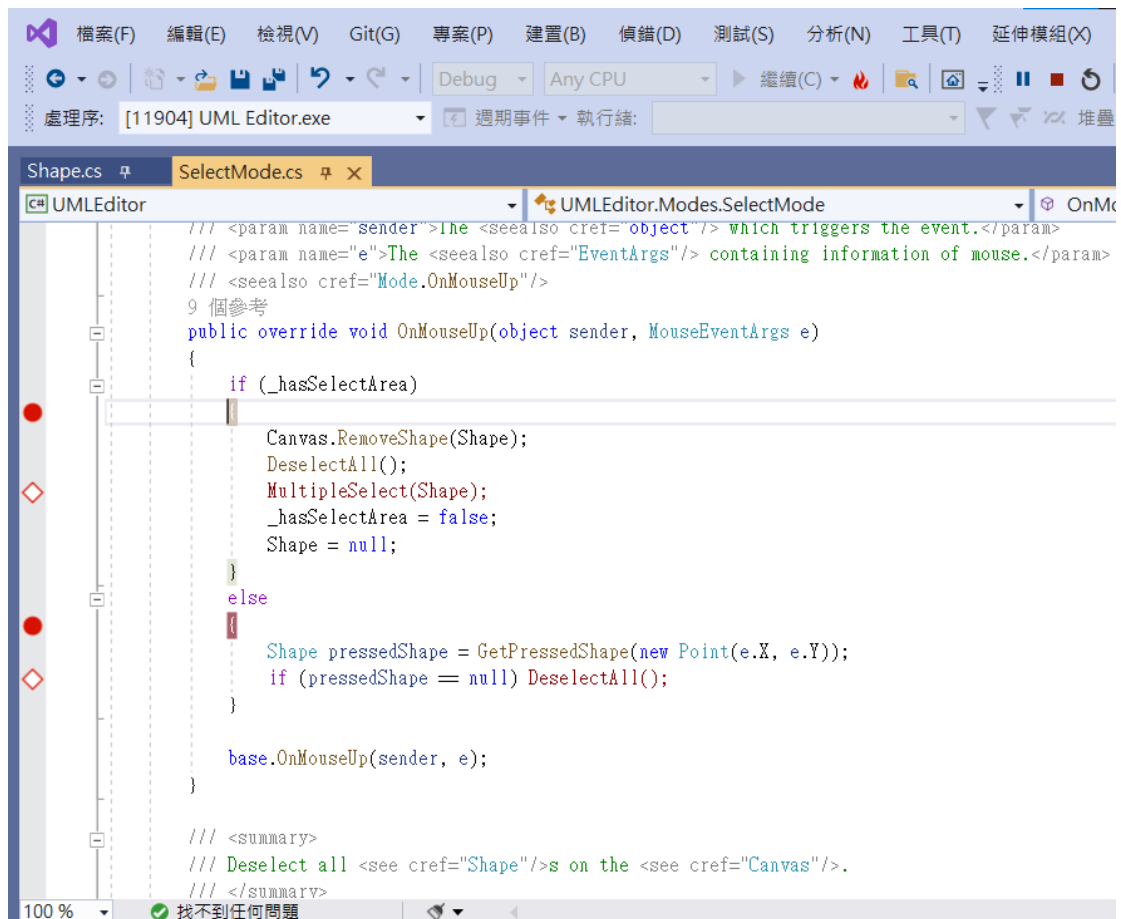 檔案(F) 編輯(E) 檢視(V) Git(G) 專案(P) 建置(B) 偵錯(D) 測試(S) 分析(N) 工具(T) 延伸模組(X)
Debug Any CPU 繼續(C)
處理序: [11904] UML Editor.exe 週期事件 執行緒: 堆疊
Shape.cs SelectMode.cs
C# UMLEditor UMLEditor.Modes.SelectMode OnMo
/// <param name="sender">The <seealso cref="object"/> which triggers the event.</param>
/// <param name="e">The <seealso cref="EventArgs"/> containing information of mouse.</param>
/// <seealso cref="Mode.OnMouseUp"/>
9 個參考
public override void OnMouseUp(object sender, MouseEventArgs e)
{
if (_hasSelectArea)
{
Canvas.RemoveShape(Shape);
DeselectAll();
MultipleSelect(Shape);
_hasSelectArea = false;
Shape = null;
}
else
{
Shape pressedShape = GetPressedShape(new Point(e.X, e.Y));
if (pressedShape == null) DeselectAll();
}
base.OnMouseUp(sender, e);
}
/// <summary>
/// Deselect all <see cref="Shape"/>s on the <see cref="Canvas"/>.
/// </summary>
100 % 找不到任何問題